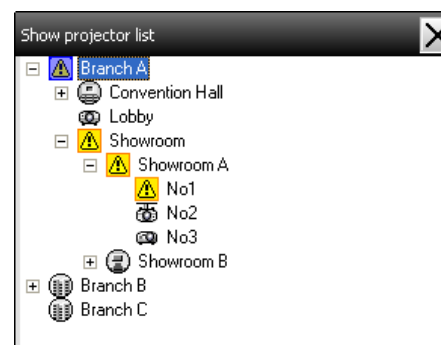 Show projector list
Branch A
Convention Hall
Lobby
Showroom
Showroom A
No1
No2
No3
Showroom B
Branch B
Branch C